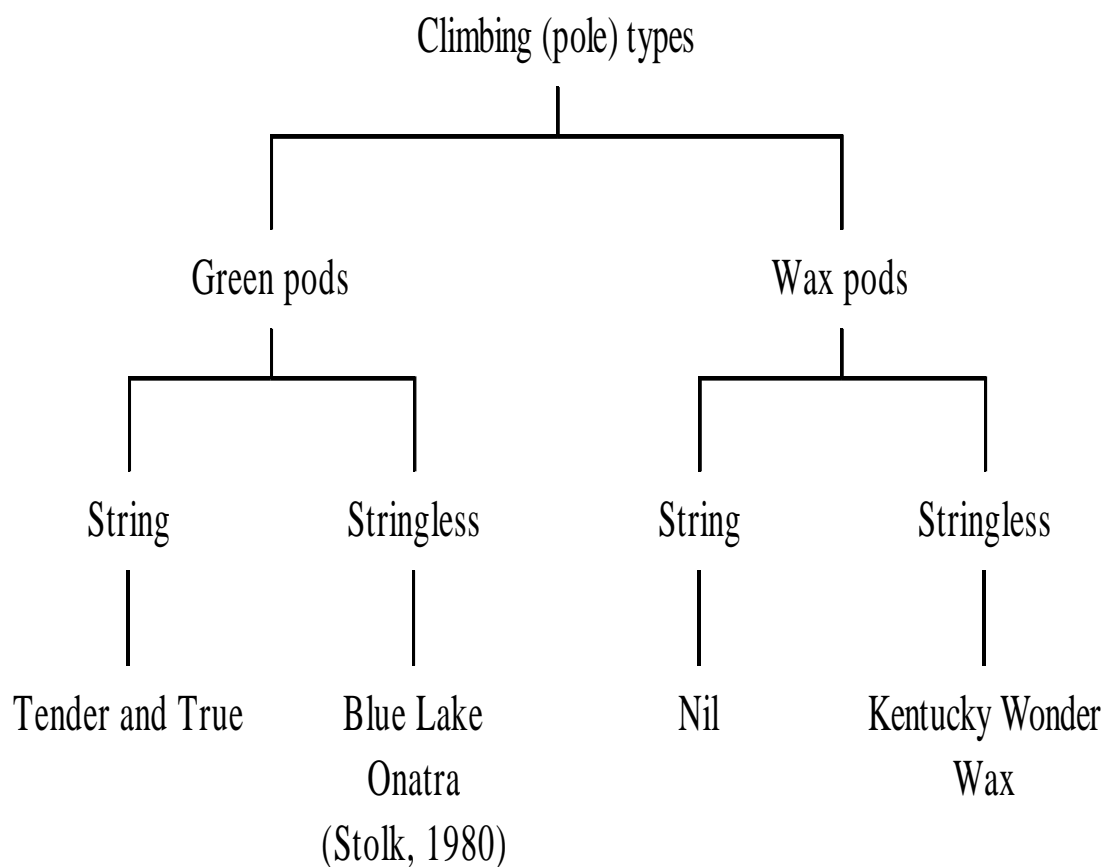 Climbing (pole) types
Green pods
Wax pods
String
Stringless
String
Stringless
Tender and True
Blue Lake
Onatra
(Stolk, 1980)
Nil
Kentucky Wonder
Wax